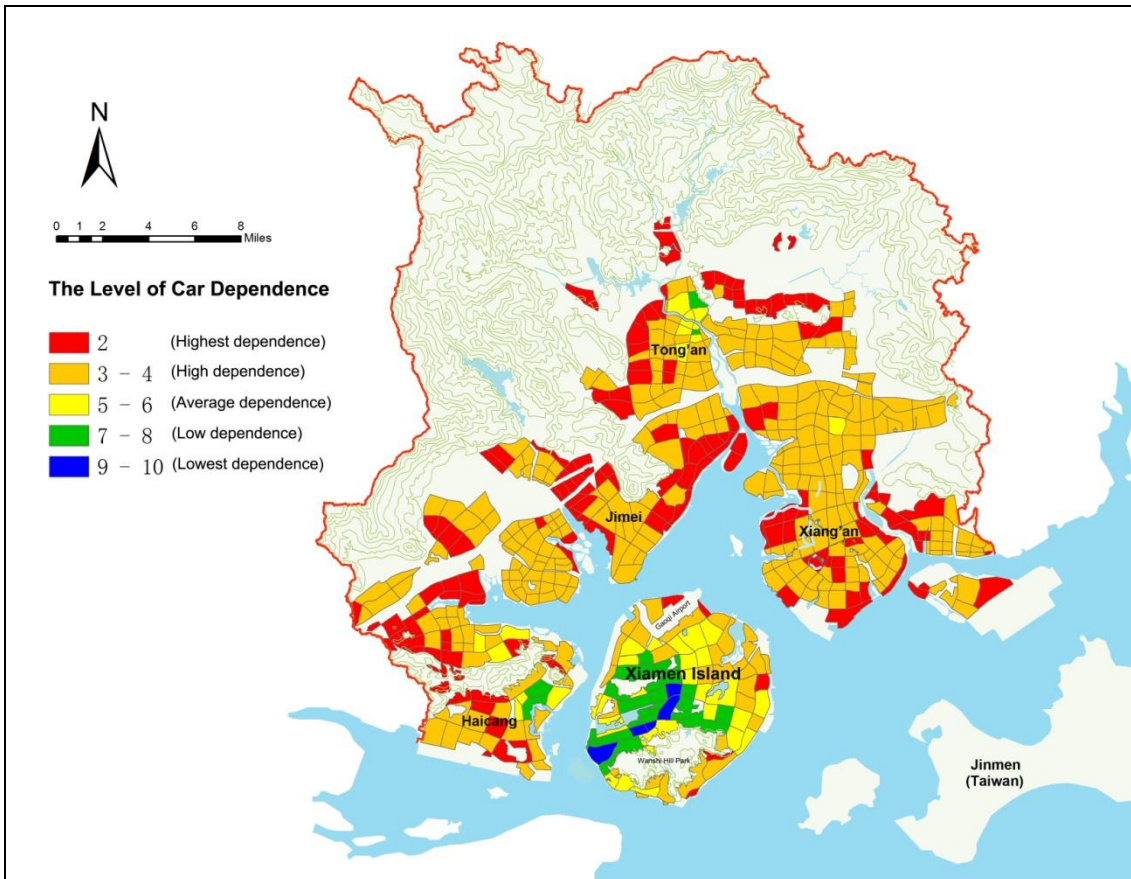 N
0 1 2 4 6 8
Miles
The Level of Car Dependence
2 (Highest dependence)
3 - 4 (High dependence)
5 - 6 (Average dependence)
7 - 8 (Low dependence)
9 - 10 (Lowest dependence)
Tong'an
Jimei
Xiang'an
Gaoqi Airport
Xiamen Island
Haicang
Wanshi Hill Park
Jinmen
(Taiwan)